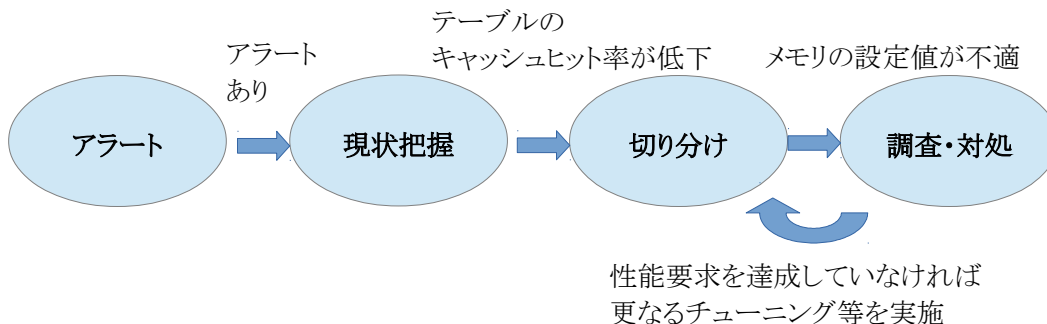 アラート
あり
テーブルの
キャッシュヒット率が低下
メモリの設定値が不適
アラート
現状把握
切り分け
調査・対処
性能要求を達成していなければ
更なるチューニング等を実施